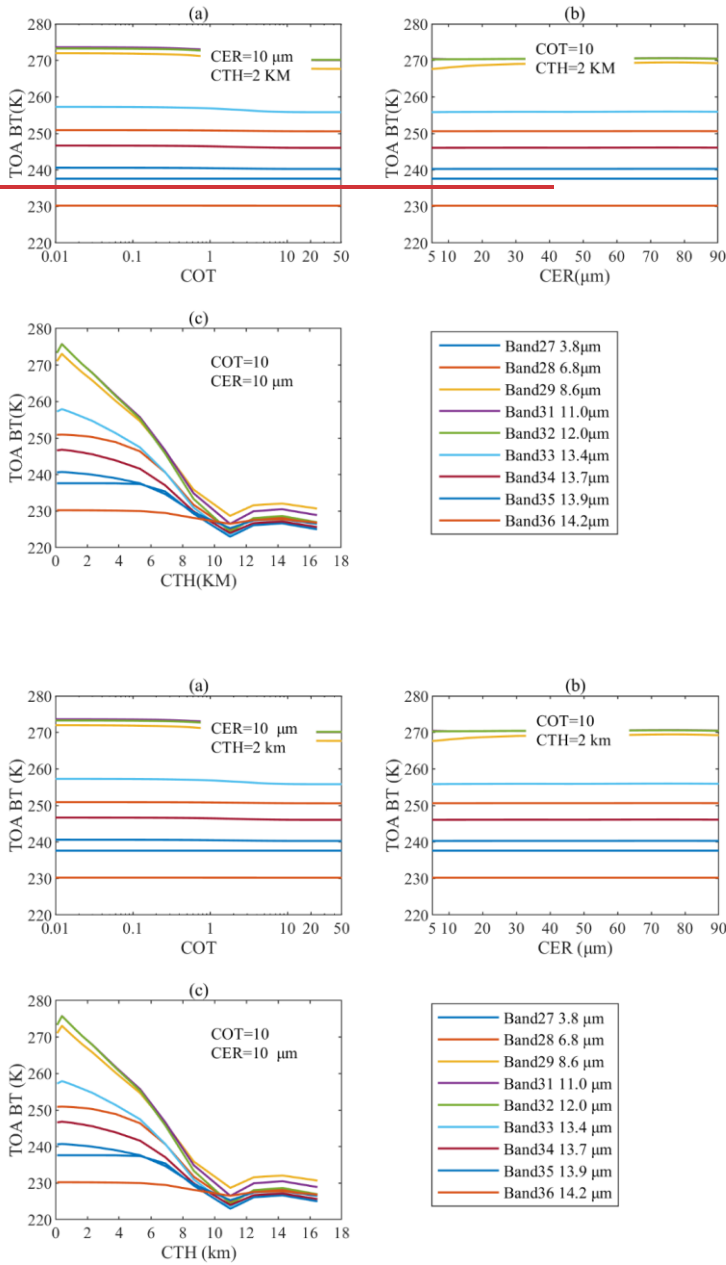 (a)
280
270
260
250
240
230
220
TOA BT(K)
CER=10 μm
CTH=2 KM
0.01
0.1
1
10
20
50
COT
(b)
280
270
260
250
240
230
220
TOA BT(K)
COT=10
CTH=2 KM
5
10
20
30
40
50
60
70
80
90
CER(μm)
(c)
280
270
260
250
240
230
220
TOA BT(K)
COT=10
CER=10 μm
0
2
4
6
8
10
12
14
16
18
CTH(KM)
Band27 3.8μm
Band28 6.8μm
Band29 8.6μm
Band31 11.0μm
Band32 12.0μm
Band33 13.4μm
Band34 13.7μm
Band35 13.9μm
Band36 14.2μm
(a)
280
270
260
250
240
230
220
TOA BT (K)
CER=10 μm
CTH=2 km
0.01
0.1
1
10
20
50
COT
(b)
280
270
260
250
240
230
220
TOA BT (K)
COT=10
CTH=2 km
5
10
20
30
40
50
60
70
80
90
CER (μm)
(c)
280
270
260
250
240
230
220
TOA BT (K)
COT=10
CER=10 μm
0
2
4
6
8
10
12
14
16
18
CTH (km)
Band27 3.8 μm
Band28 6.8 μm
Band29 8.6 μm
Band31 11.0 μm
Band32 12.0 μm
Band33 13.4 μm
Band34 13.7 μm
Band35 13.9 μm
Band36 14.2 μm